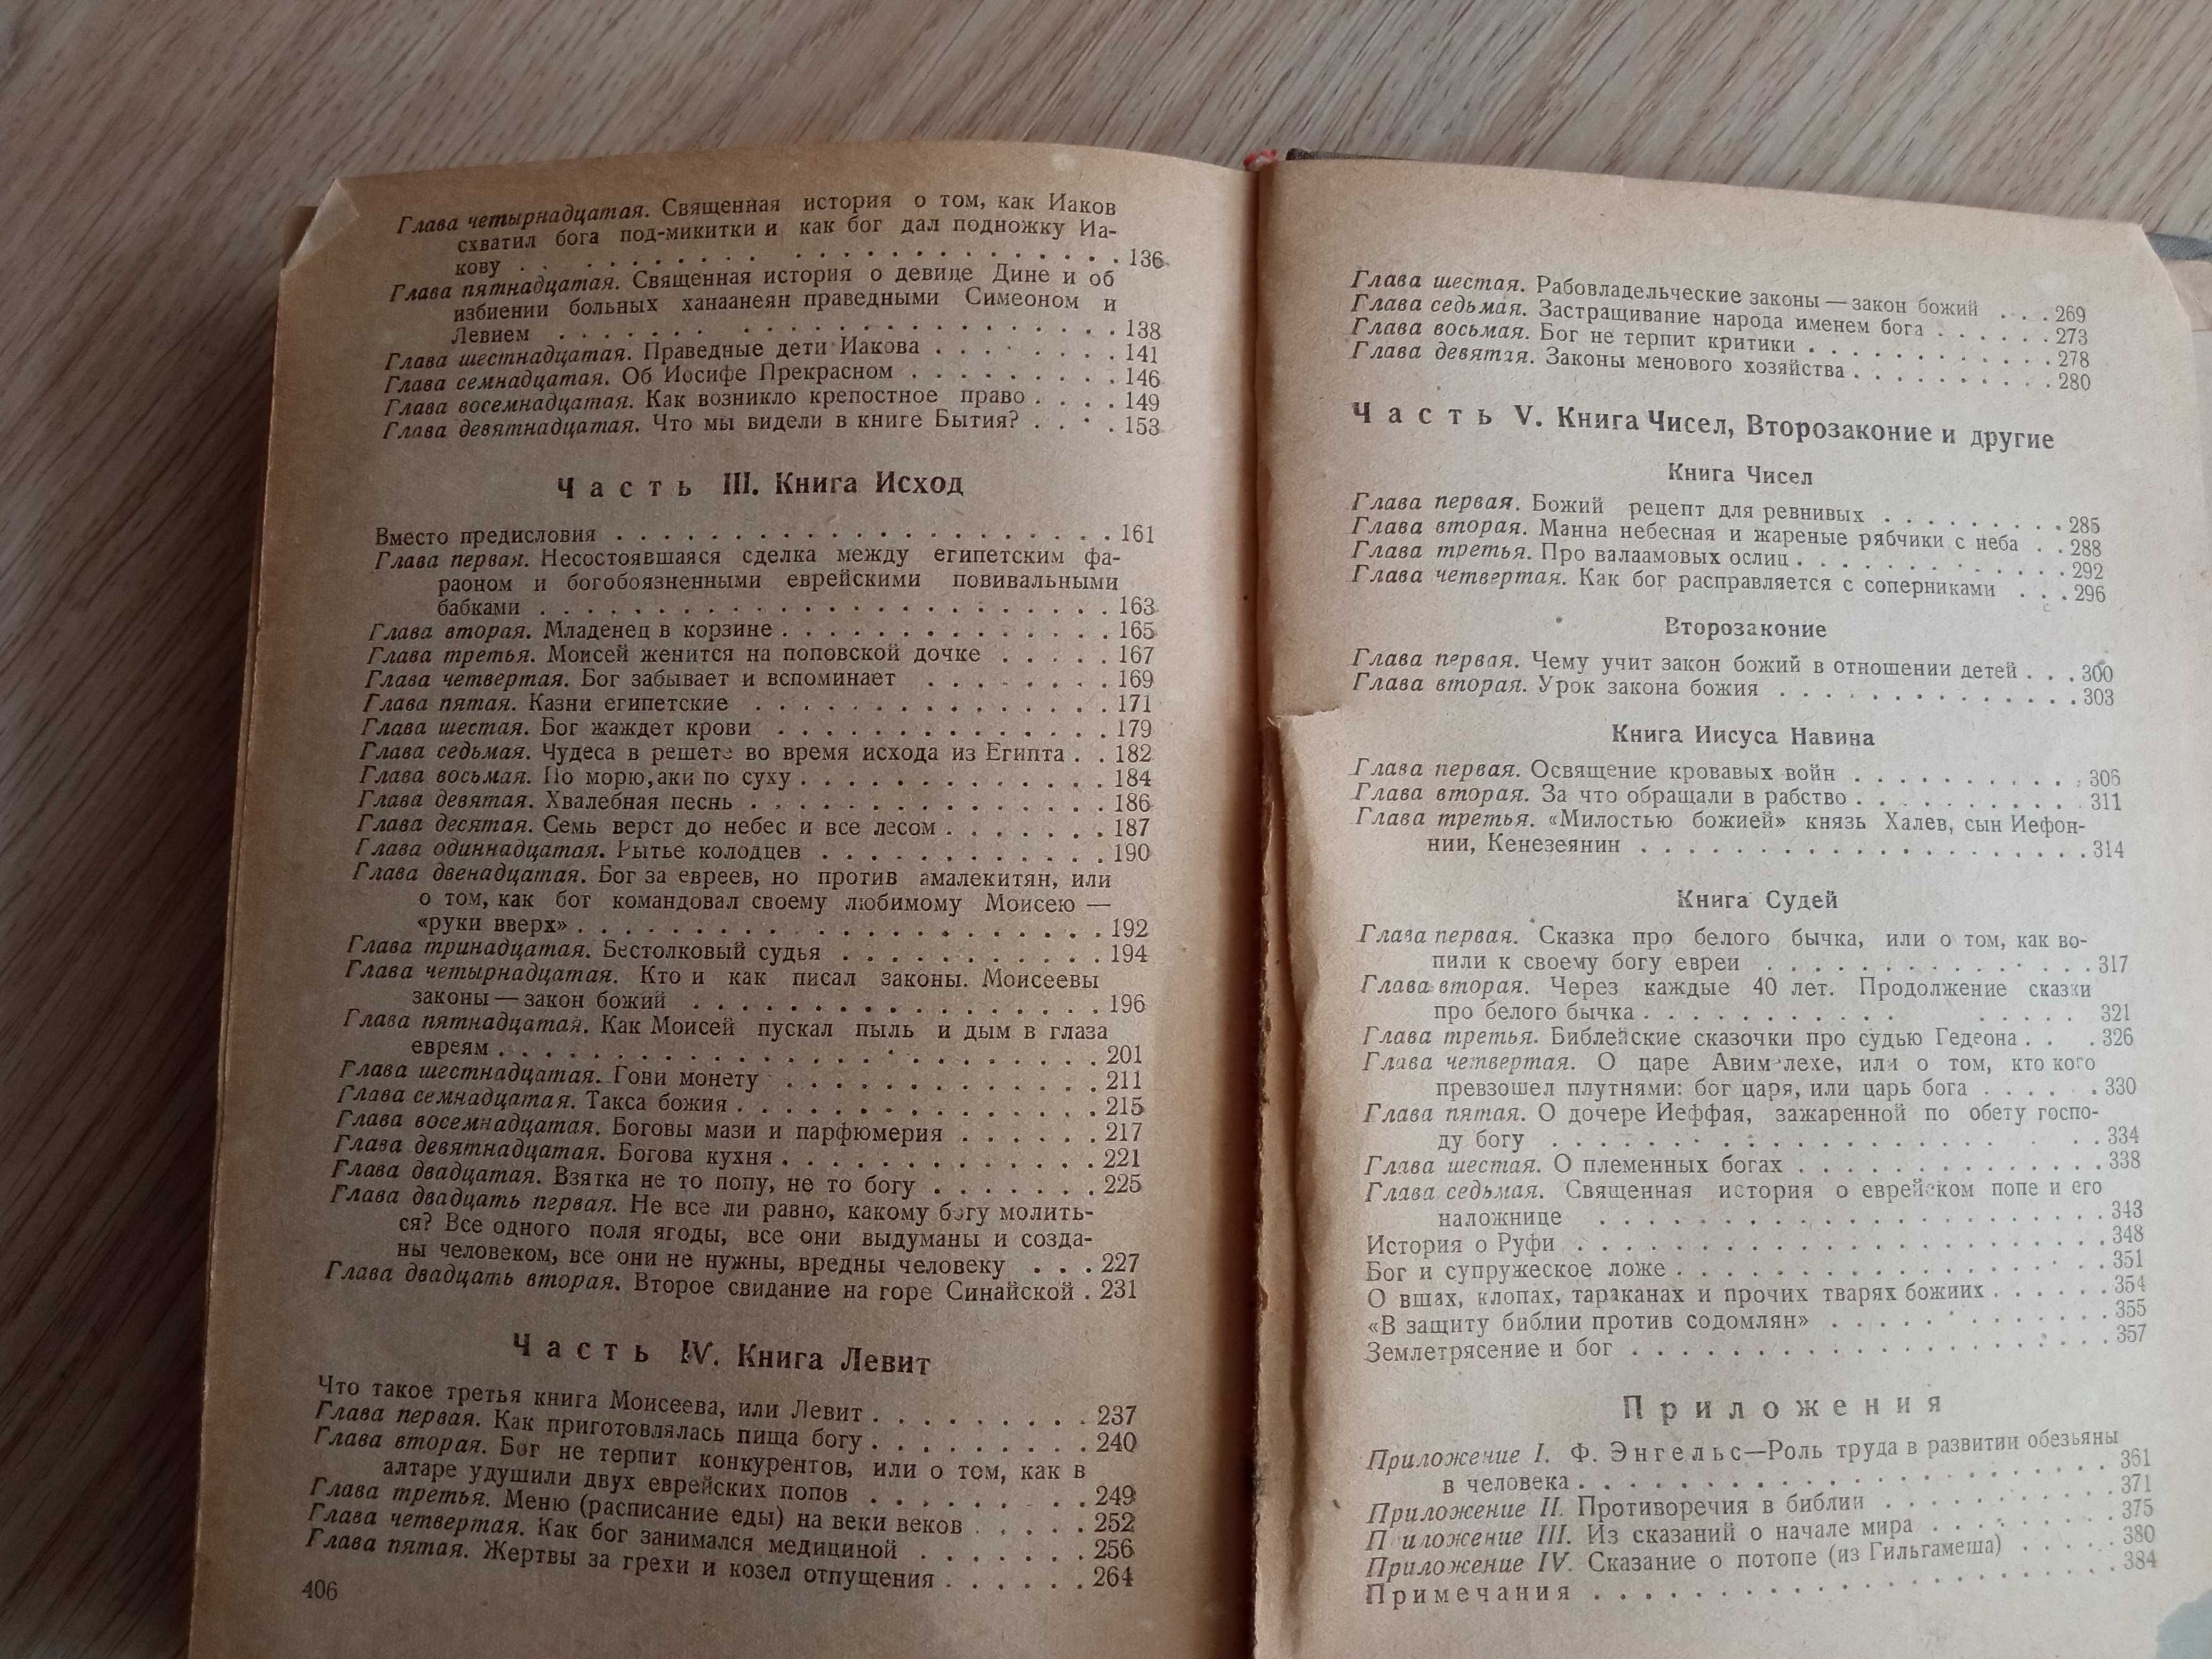 Глава четырнадцатая. Священная история о том, как Иаков
схватил бога под-микитки и как бог дал подножку Иа-
кову . . . . . . . . . . . . . . . . . . . . 136
Глава пятнадцатая. Священная история о девице Дине и об
избиении больных ханаанеян праведными Симеоном и
Левием . . . . . . . . . . . . . . . . . . . 138
Глава шестнадцатая. Праведные дети Иакова . . . . . . . . 141
Глава семнадцатая. Об Иосифе Прекрасном . . . . . . . . . 146
Глава восемнадцатая. Как возникло крепостное право . . . . 149
Глава девятнадцатая. Что мы видели в книге Бытия? . . . . 153
Часть III. Книга Исход
Вместо предисловия . . . . . . . . . . . . . . . . . . . 161
Глава первая. Несостоявшаяся сделка между египетским фа-
раоном и богобоязненными еврейскими повивальными
бабками . . . . . . . . . . . . . . . . . . . . . 163
Глава вторая. Младенец в корзине . . . . . . . . . . . . . 165
Глава третья. Моисей женится на поповской дочке . . . . . 167
Глава четвертая. Бог забывает и вспоминает . . . . . . . 169
Глава пятая. Казни египетские . . . . . . . . . . . . . . 171
Глава шестая. Бог жаждет крови . . . . . . . . . . . . . 179
Глава седьмая. Чудеса в решете во время исхода из Египта . . 182
Глава восьмая. По морю, аки по суху . . . . . . . . . . . . 184
Глава девятая. Хвалебная песнь . . . . . . . . . . . . . . 186
Глава десятая. Семь верст до небес и все лесом . . . . . . . 187
Глава одиннадцатая. Рытье колодцев . . . . . . . . . . . 190
Глава двенадцатая. Бог за евреев, но против амалекитян, или
о том, как бог командовал своему любимому Моисею —
«руки вверх» . . . . . . . . . . . . . . . . . . . 192
Глава тринадцатая. Бестолковый судья . . . . . . . . . . 194
Глава четырнадцатая. Кто и как писал законы. Моисеевы
законы — закон божий . . . . . . . . . . . . . . . 196
Глава пятнадцатая. Как Моисей пускал пыль и дым в глаза
евреям . . . . . . . . . . . . . . . . . . . . . . 201
Глава шестнадцатая. Гони монету . . . . . . . . . . . . 211
Глава семнадцатая. Такса божия . . . . . . . . . . . . . . 215
Глава восемнадцатая. Боговы мази и парфюмерия . . . . . . 217
Глава девятнадцатая. Богова кухня . . . . . . . . . . . . 221
Глава двадцатая. Взятка не то попу, не то богу . . . . . . . 225
Глава двадцать первая. Не все ли равно, какому богу молить-
ся? Все одного поля ягоды, все они выдуманы и созда-
ны человеком, все они не нужны, вредны человеку . . . 227
Глава двадцать вторая. Второе свидание на горе Синайской . 231
Часть IV. Книга Левит
Что такое третья книга Моисеева, или Левит . . . . . . . . . 237
Глава первая. Как приготовлялась пища богу . . . . . . . . . 240
Глава вторая. Бог не терпит конкурентов, или о том, как в
алтаре удушили двух еврейских попов . . . . . . . . 249
Глава третья. Меню (расписание еды) на веки веков . . . . . 252
Глава четвертая. Как бог занимался медициной . . . . . . . 256
Глава пятая. Жертвы за грехи и козел отпущения . . . . . . 264
406
Глава шестая. Рабовладельческие законы — закон божий . . . 269
Глава седьмая. Застращивание народа именем бога . . . . . . 273
Глава восьмая. Бог не терпит критики . . . . . . . . . . . . 278
Глава девятая. Законы менового хозяйства . . . . . . . . . . 280
Часть V. Книга Чисел, Второзаконие и другие
Книга Чисел
Глава первая. Божий рецепт для ревнивых . . . . . . . . . 285
Глава вторая. Манна небесная и жареные рябчики с неба . . 288
Глава третья. Про валаамовых ослиц . . . . . . . . . . . . 292
Глава четвертая. Как бог расправляется с соперниками . . . 296
Второзаконие
Глава первая. Чему учит закон божий в отношении детей . . . 300
Глава вторая. Урок закона божия . . . . . . . . . . . . . 303
Книга Иисуса Навина
Глава первая. Освящение кровавых войн . . . . . . . . . . 306
Глава вторая. За что обращали в рабство . . . . . . . . . . 311
Глава третья. «Милостью божией» князь Халев, сын Иефон-
нии, Кенезеянин . . . . . . . . . . . . . . . . . . 314
Книга Судей
Глава первая. Сказка про белого бычка, или о том, как во-
пили к своему богу евреи . . . . . . . . . . . . . 317
Глава вторая. Через каждые 40 лет. Продолжение сказки
про белого бычка . . . . . . . . . . . . . . . . . 321
Глава третья. Библейские сказочки про судью Гедеона . . . . 326
Глава четвертая. О царе Авимелехе, или о том, кто кого
превзошел плутнями: бог царя, или царь бога . . . . . 330
Глава пятая. О дочере Иеффая, зажаренной по обету госпо-
ду богу . . . . . . . . . . . . . . . . . . . . . 334
Глава шестая. О племенных богах . . . . . . . . . . . . . . 338
Глава седьмая. Священная история о еврейском попе и его
наложнице . . . . . . . . . . . . . . . . . . . . 343
История о Руфи . . . . . . . . . . . . . . . . . . . . . 348
Бог и супружеское ложе . . . . . . . . . . . . . . . . . . 351
О вшах, клопах, тараканах и прочих тварях божиих . . . . . . 354
«В защиту библии против содомлян» . . . . . . . . . . . . 355
Землетрясение и бог . . . . . . . . . . . . . . . . . . . 357
Приложения
Приложение I. Ф. Энгельс—Роль труда в развитии обезьяны
в человека . . . . . . . . . . . . . . . . . . . . . 361
Приложение II. Противоречия в библии . . . . . . . . . . . 371
Приложение III. Из сказаний о начале мира . . . . . . . . . 375
Приложение IV. Сказание о потопе (из Гильгамеша) . . . . . 380
Примечания . . . . . . . . . . . . . . . . . . . . . . . 384